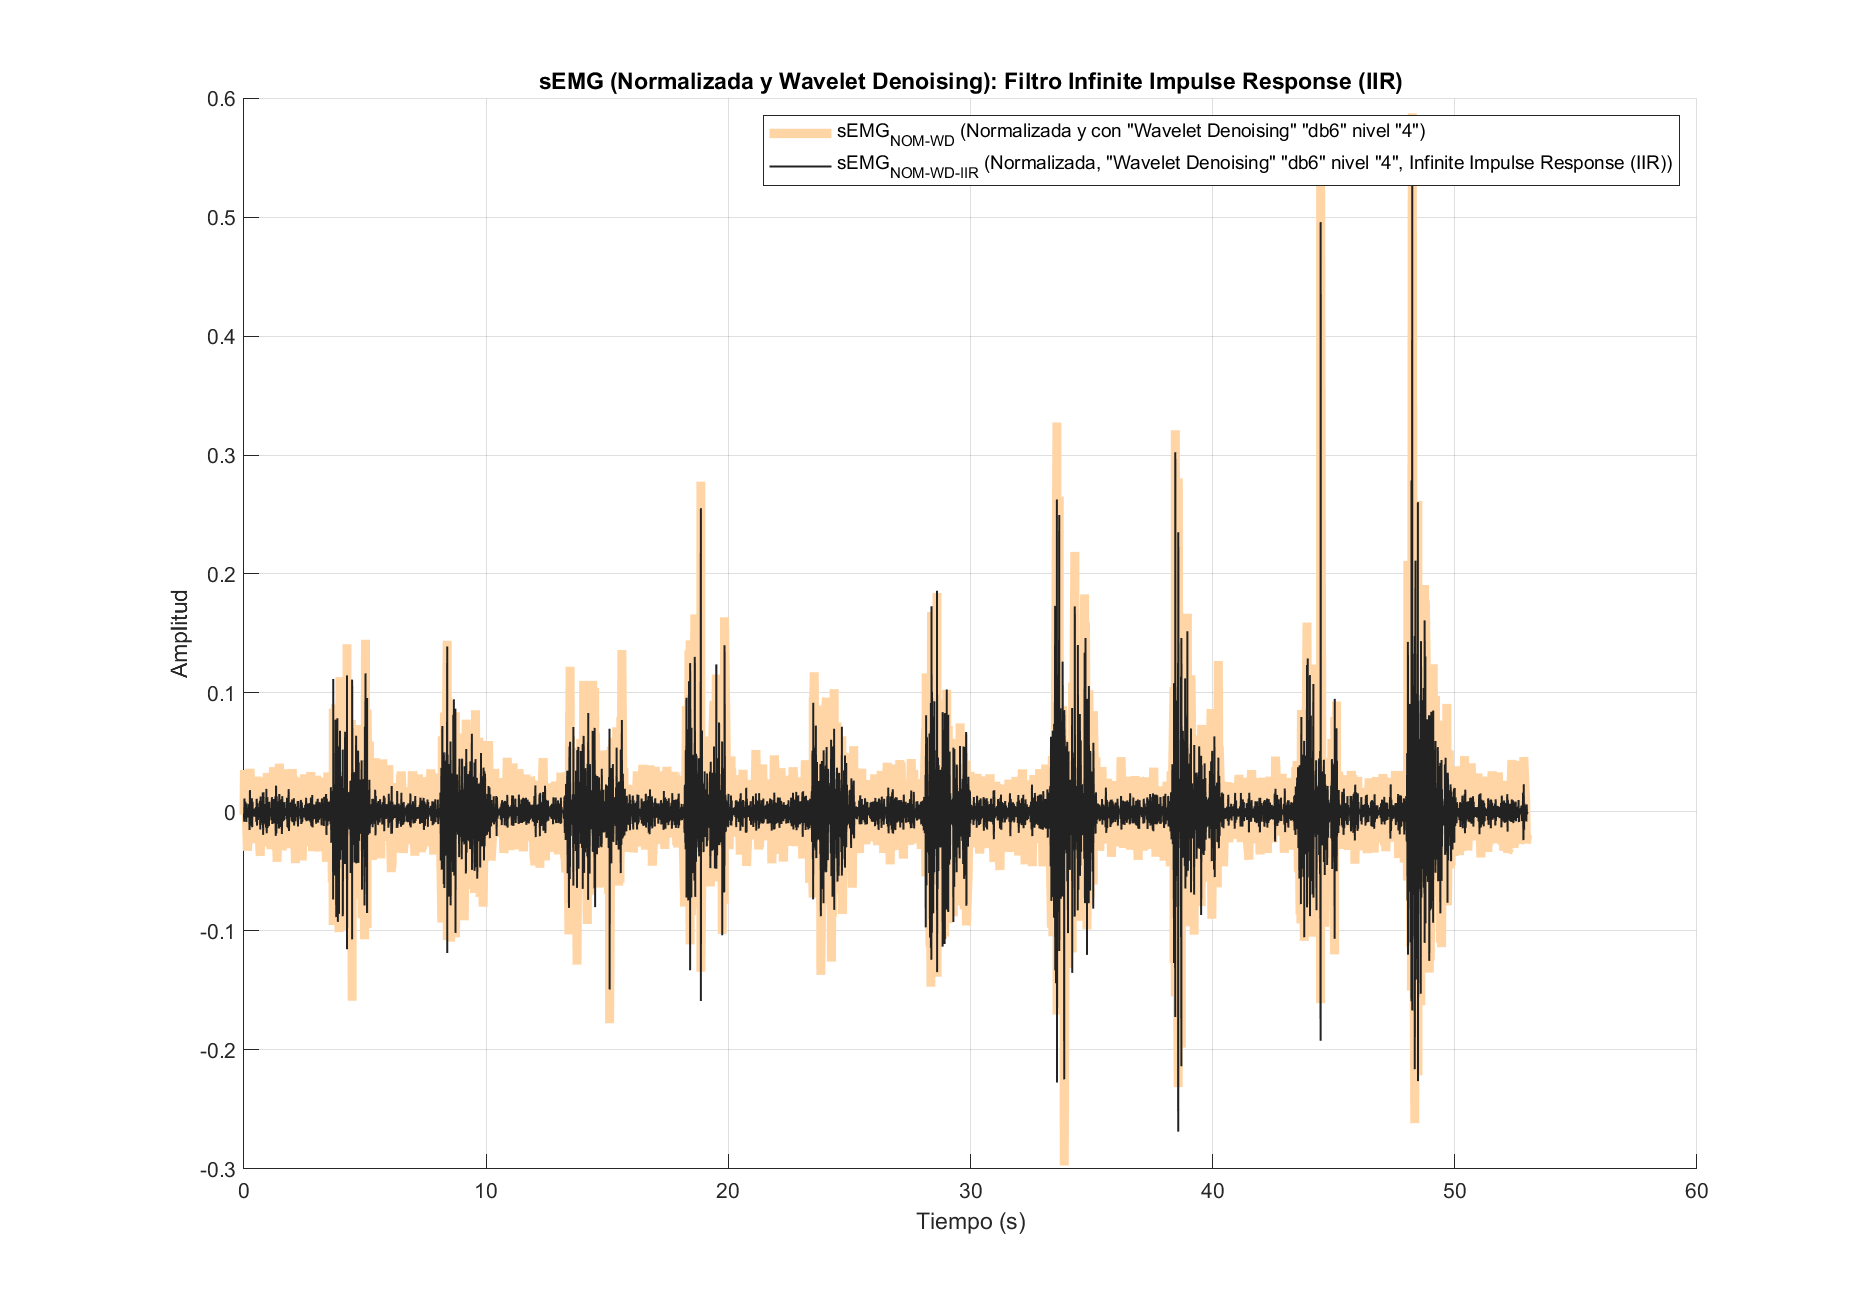 sEMG (Normalizada y Wavelet Denoising): Filtro Infinite Impulse Response (IIR)
sEMG_NOM-WD (Normalizada y con "Wavelet Denoising" "db6" nivel "4")
sEMG_NOM-WD-IIR (Normalizada, "Wavelet Denoising" "db6" nivel "4", Infinite Impulse Response (IIR))
0.6
0.5
0.4
0.3
0.2
0.1
0
-0.1
-0.2
-0.3
Amplitud
0 10 20 30 40 50 60
Tiempo (s)